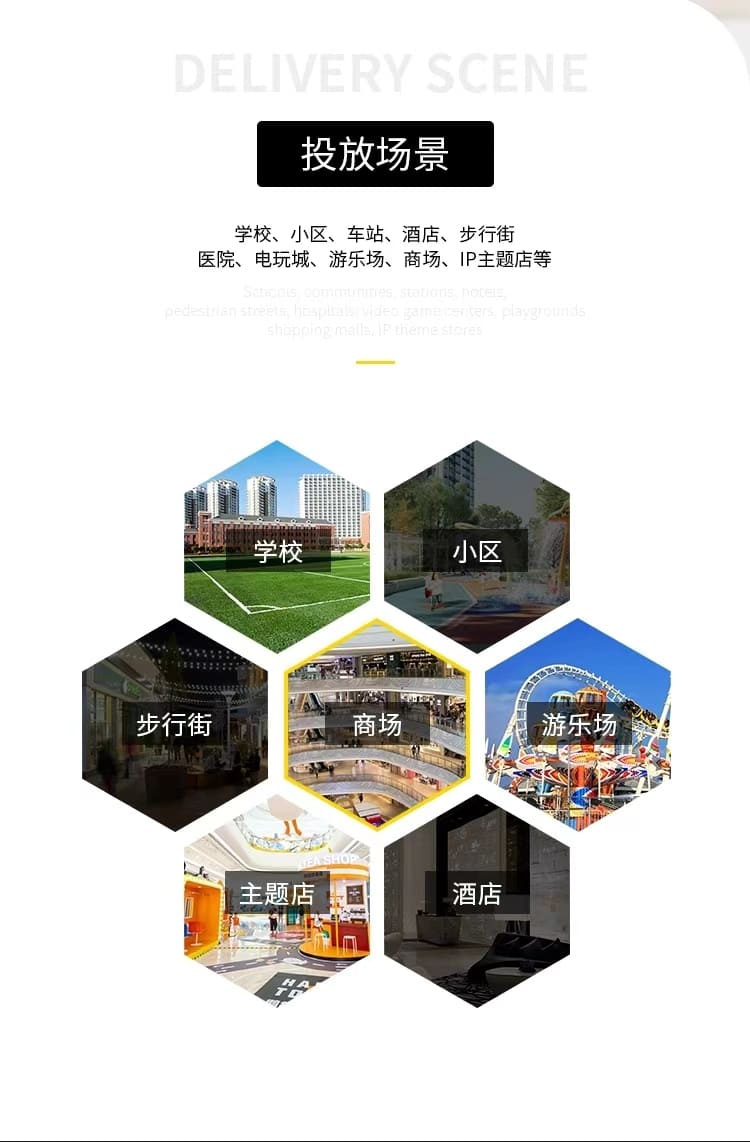 DELIVERY SCENE
投放场景
学校、小区、车站、酒店、步行街
医院、电玩城、游乐场、商场、IP主题店等
Schools, communities, stations, hotels,
pedestrian streets, hospitals, video game centers, playgrounds,
shopping malls, IP theme stores
学校
小区
步行街
商场
游乐场
TEA SHOP
主题店
酒店